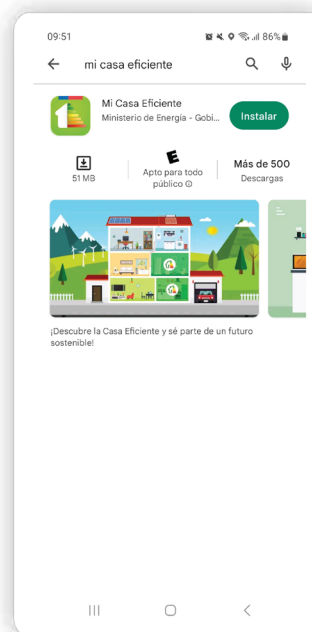 09:51
86%
mi casa eficiente
1
Mi Casa Eficiente
Ministerio de Energía - Gobi...
Instalar
51 MB
E
Apto para todo
público
Más de 500
Descargas
¡Descubre la Casa Eficiente y sé parte de un futuro
sostenible!